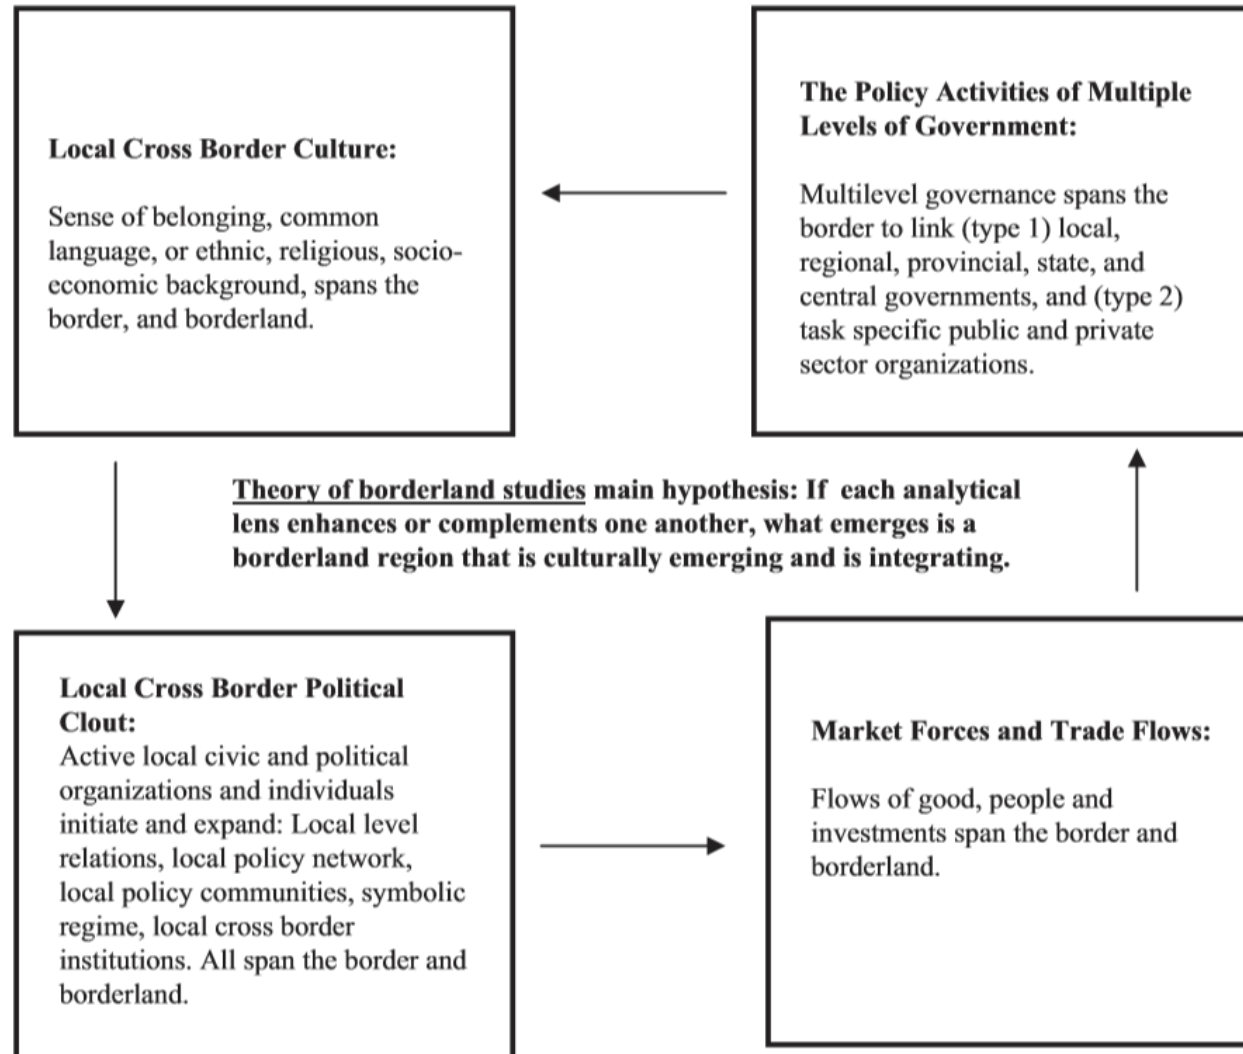 Local Cross Border Culture:
Sense of belonging, common
language, or ethnic, religious, socio-
economic background, spans the
border, and borderland.
The Policy Activities of Multiple
Levels of Government:
Multilevel governance spans the
border to link (type 1) local,
regional, provincial, state, and
central governments, and (type 2)
task specific public and private
sector organizations.
Theory of borderland studies main hypothesis: If each analytical
lens enhances or complements one another, what emerges is a
borderland region that is culturally emerging and is integrating.
Local Cross Border Political
Clout:
Active local civic and political
organizations and individuals
initiate and expand: Local level
relations, local policy network,
local policy communities, symbolic
regime, local cross border
institutions. All span the border and
borderland.
Market Forces and Trade Flows:
Flows of good, people and
investments span the border and
borderland.